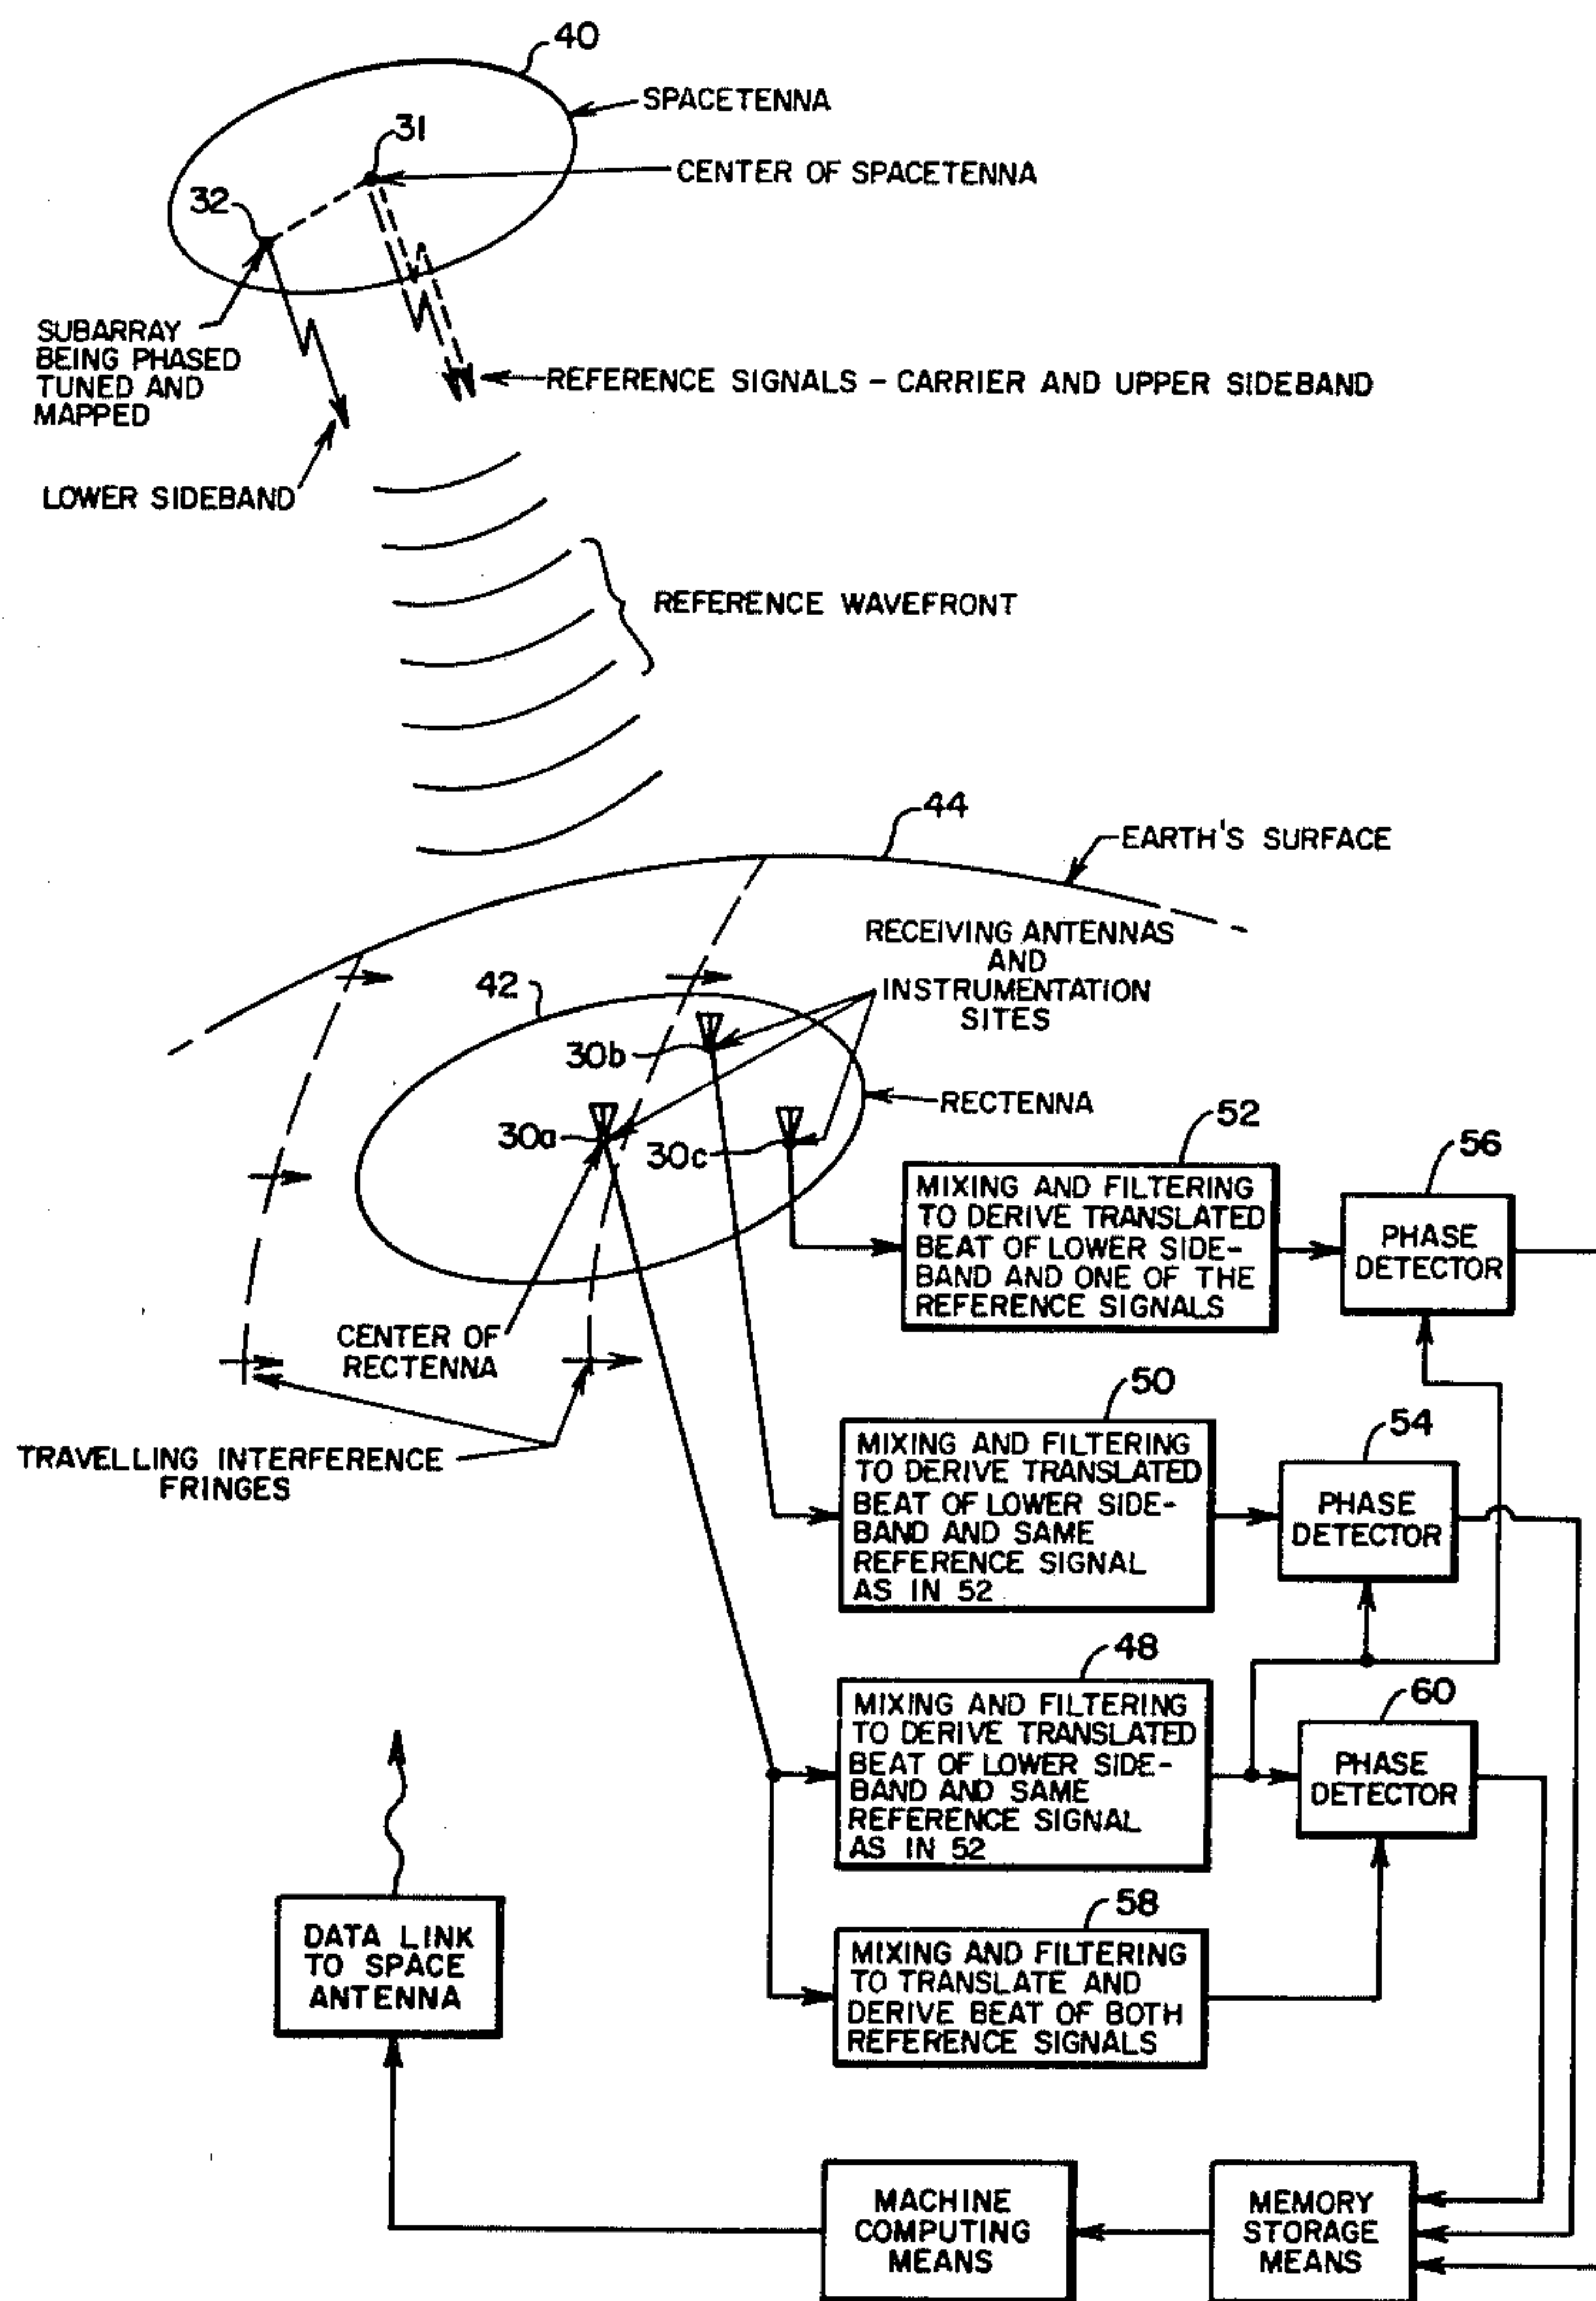 40
SPACETENNA
31
CENTER OF SPACETENNA
32
SUBARRAY
BEING PHASED
TUNED AND
MAPPED
REFERENCE SIGNALS - CARRIER AND UPPER SIDEBAND
LOWER SIDEBAND
REFERENCE WAVEFRONT
44
EARTH'S SURFACE
RECEIVING ANTENNAS
AND
INSTRUMENTATION
SITES
42
30b
RECTENNA
30a
30c
52
MIXING AND FILTERING
TO DERIVE TRANSLATED
BEAT OF LOWER SIDE-
BAND AND ONE OF THE
REFERENCE SIGNALS
56
PHASE
DETECTOR
CENTER OF
RECTENNA
TRAVELLING INTERFERENCE
FRINGES
50
MIXING AND FILTERING
TO DERIVE TRANSLATED
BEAT OF LOWER SIDE-
BAND AND SAME
REFERENCE SIGNAL
AS IN 52
54
PHASE
DETECTOR
48
MIXING AND FILTERING
TO DERIVE TRANSLATED
BEAT OF LOWER SIDE-
BAND AND SAME
REFERENCE SIGNAL
AS IN 52
60
PHASE
DETECTOR
58
MIXING AND FILTERING
TO TRANSLATE AND
DERIVE BEAT OF BOTH
REFERENCE SIGNALS
DATA LINK
TO SPACE
ANTENNA
MACHINE
COMPUTING
MEANS
MEMORY
STORAGE
MEANS